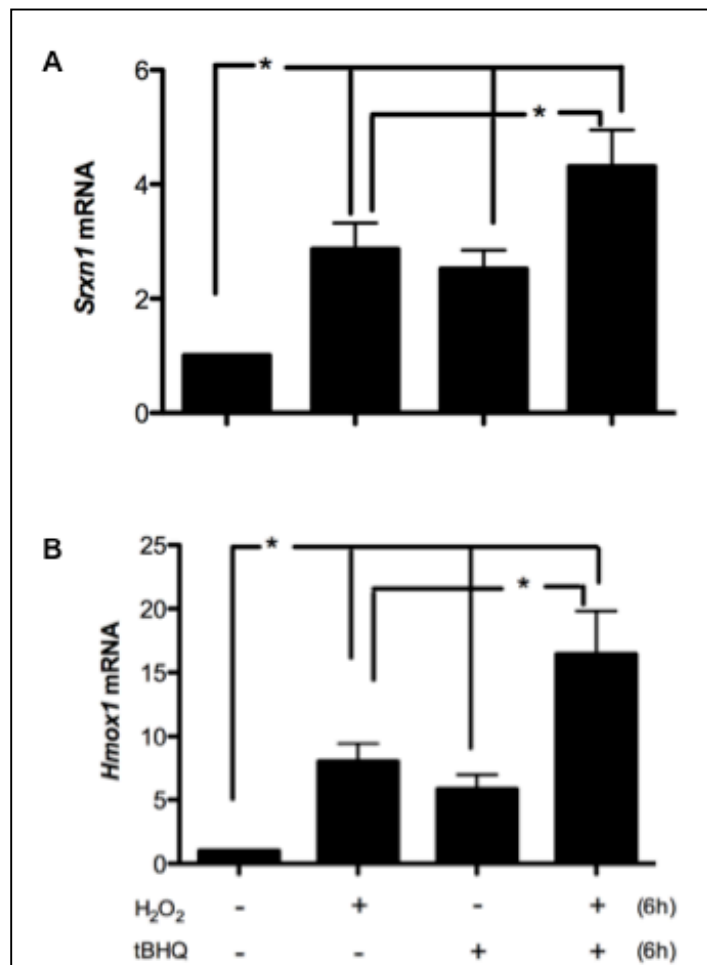 A
6
*
*
4
Srxn1 mRNA
2
0
B
25
*
*
20
15
Hmox1 mRNA
10
5
0
H₂O₂ - + - + (6h)
tBHQ - - + + (6h)